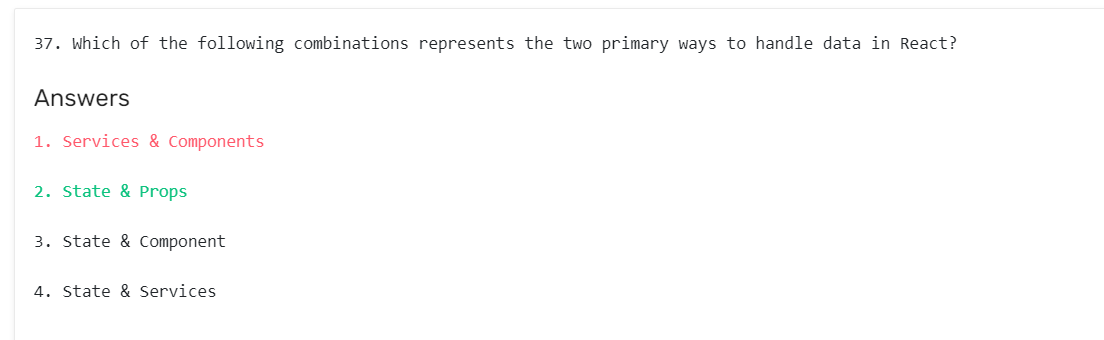 37. Which of the following combinations represents the two primary ways to handle data in React?
Answers
1. Services & Components
2. State & Props
3. State & Component
4. State & Services